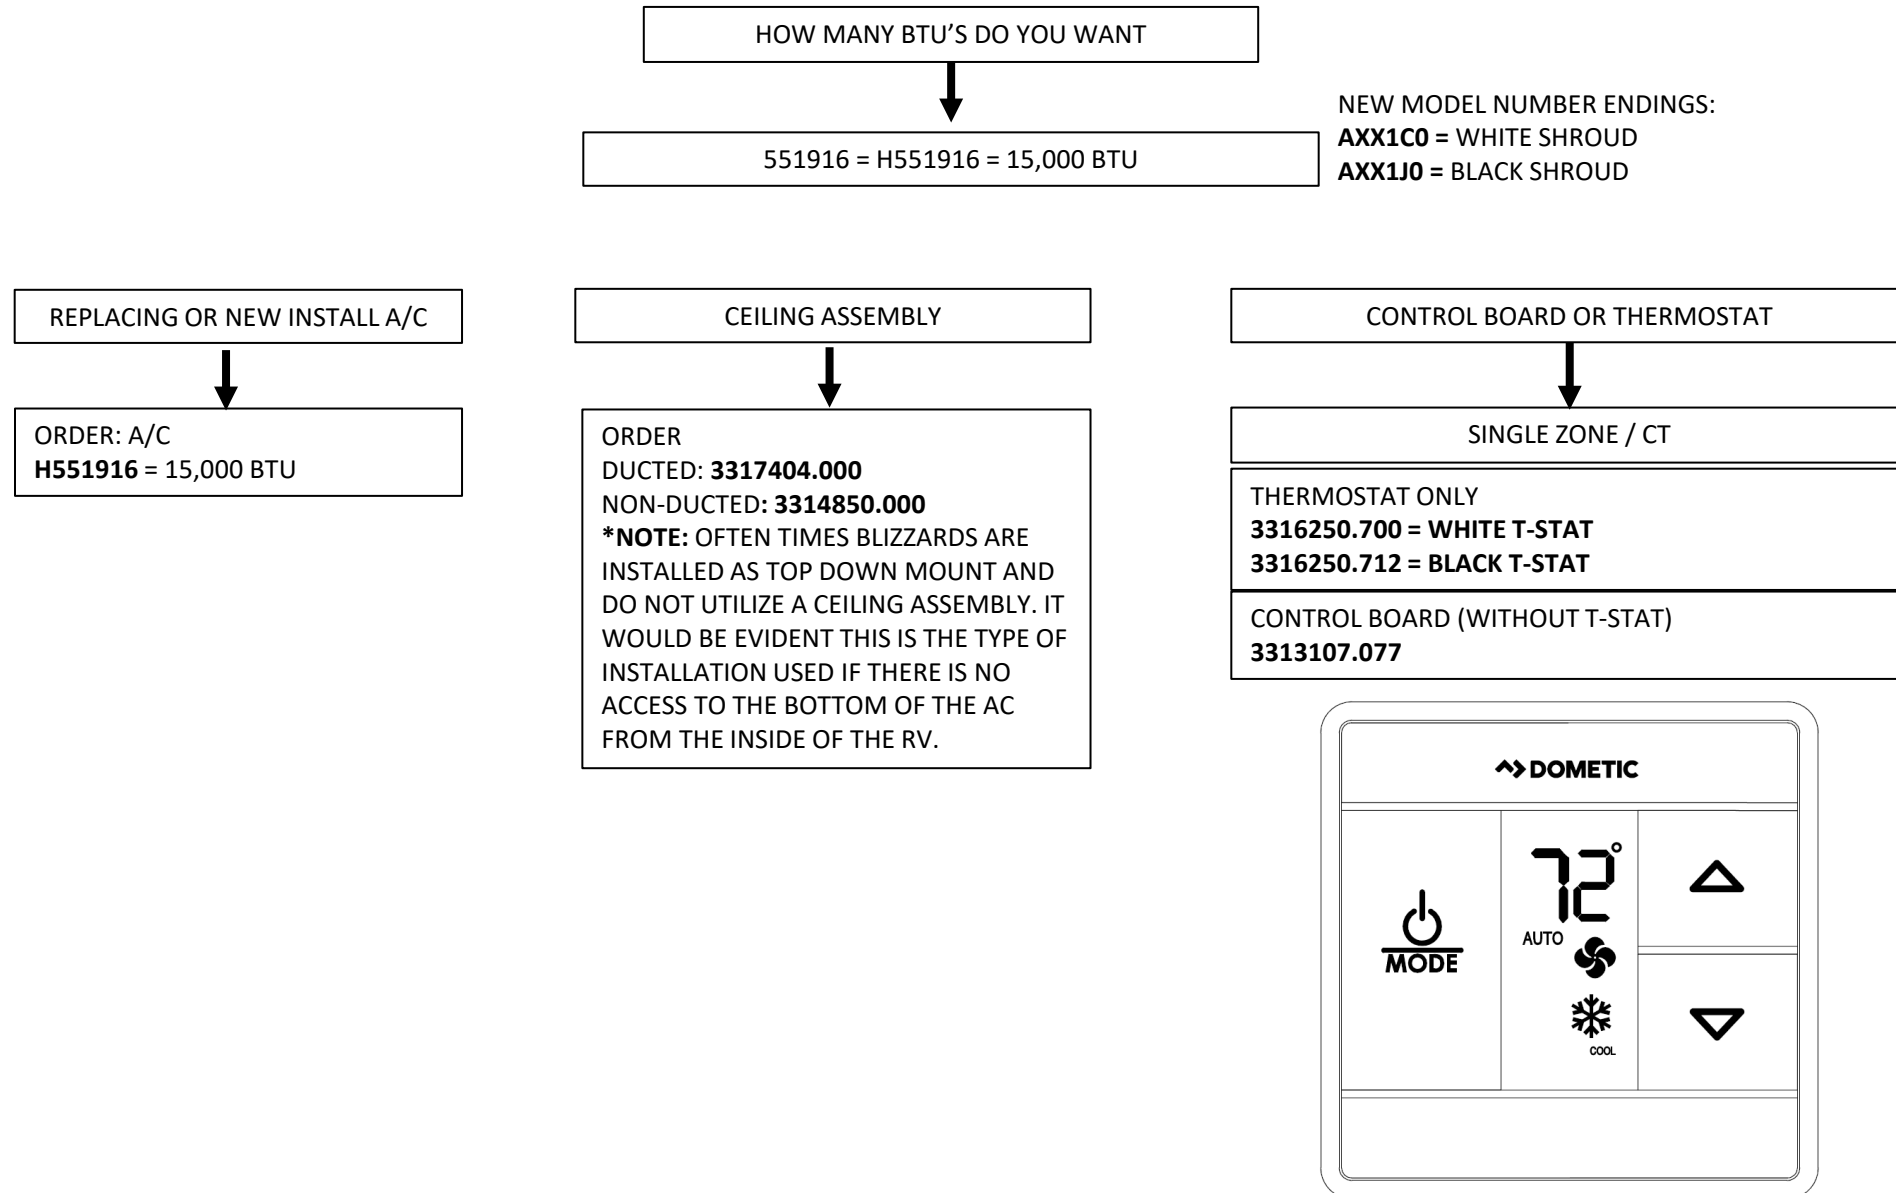 HOW MANY BTU’S DO YOU WANT
551916 = H551916 = 15,000 BTU
NEW MODEL NUMBER ENDINGS:
AXX1C0 = WHITE SHROUD
AXX1J0 = BLACK SHROUD
REPLACING OR NEW INSTALL A/C
ORDER: A/C
H551916 = 15,000 BTU
CEILING ASSEMBLY
ORDER
DUCTED: 3317404.000
NON-DUCTED: 3314850.000
*NOTE: OFTEN TIMES BLIZZARDS ARE
INSTALLED AS TOP DOWN MOUNT AND
DO NOT UTILIZE A CEILING ASSEMBLY. IT
WOULD BE EVIDENT THIS IS THE TYPE OF
INSTALLATION USED IF THERE IS NO
ACCESS TO THE BOTTOM OF THE AC
FROM THE INSIDE OF THE RV.
CONTROL BOARD OR THERMOSTAT
SINGLE ZONE / CT
THERMOSTAT ONLY
3316250.700 = WHITE T-STAT
3316250.712 = BLACK T-STAT
CONTROL BOARD (WITHOUT T-STAT)
3313107.077
DOMETIC
MODE
72°
AUTO
COOL